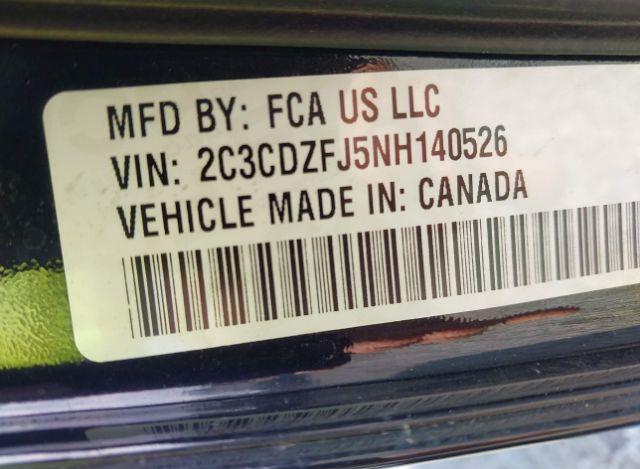 MFD BY: FCA US LLC
VIN: 2C3CDZFJ5NH140526
VEHICLE MADE IN: CANADA